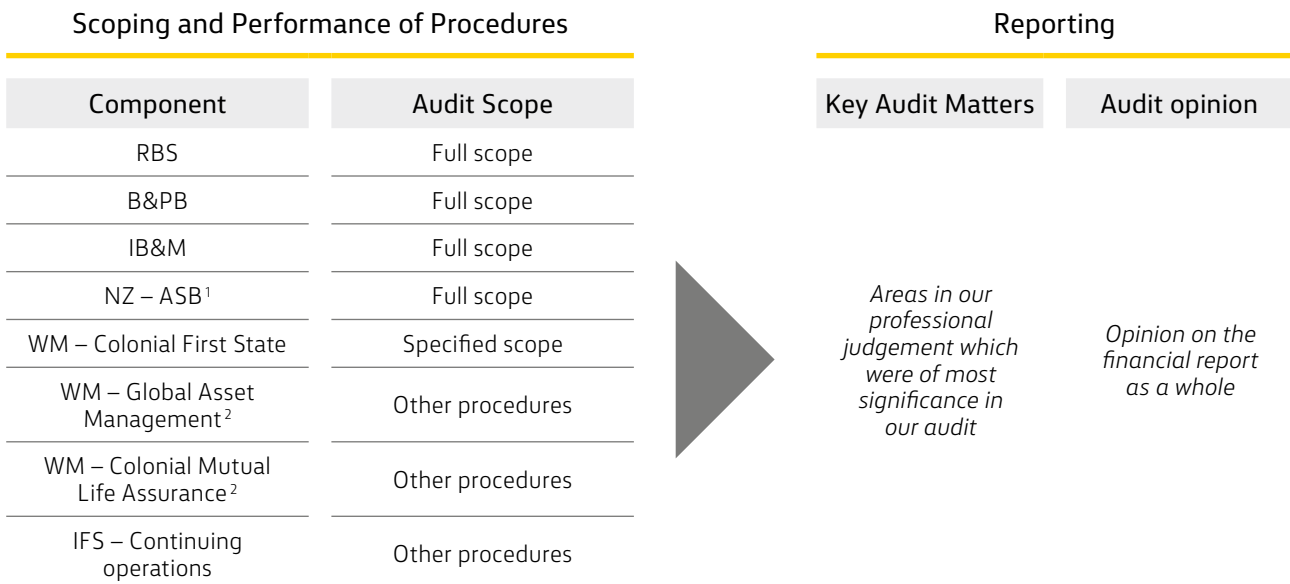 Scoping and Performance of Procedures
Reporting
Component
Audit Scope
Key Audit Matters
Audit opinion
RBS
Full scope
B&PB
Full scope
IB&M
Full scope
NZ – ASB¹
Full scope
WM – Colonial First State
Specified scope
WM – Global Asset
Management²
Other procedures
WM – Colonial Mutual
Life Assurance²
Other procedures
IFS – Continuing
operations
Other procedures
Areas in our
professional
judgement which
were of most
significance in
our audit
Opinion on the
financial report
as a whole